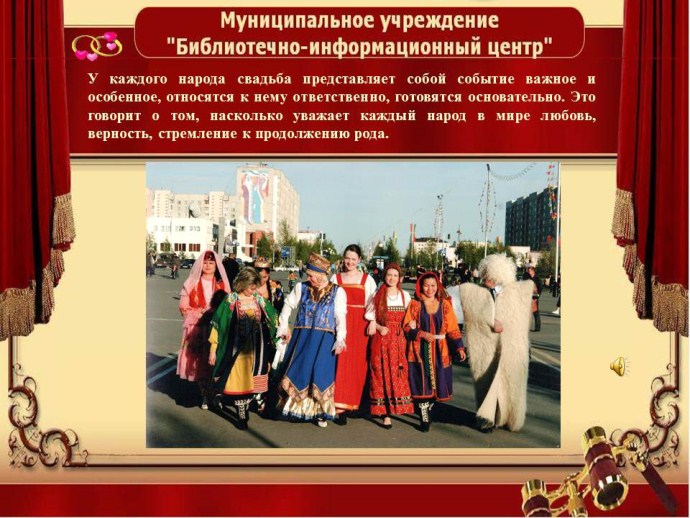 Муниципальное учреждение
"Библиотечно-информационный центр"
У каждого народа свадьба представляет собой событие важное и
особенное, относятся к нему ответственно, готовятся основательно. Это
говорит о том, насколько уважает каждый народ в мире любовь,
верность, стремление к продолжению рода.